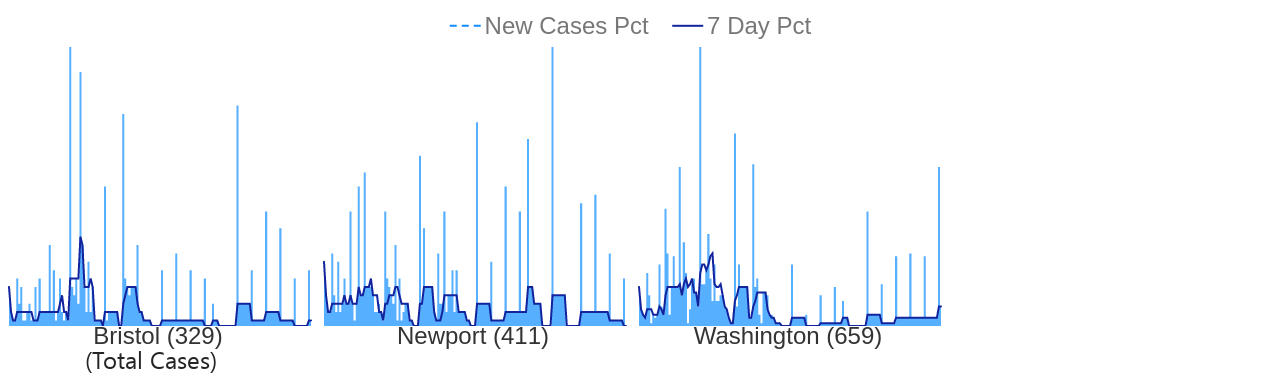 New Cases Pct 7 Day Pct
Bristol (329) Newport (411) Washington (659)
(Total Cases)